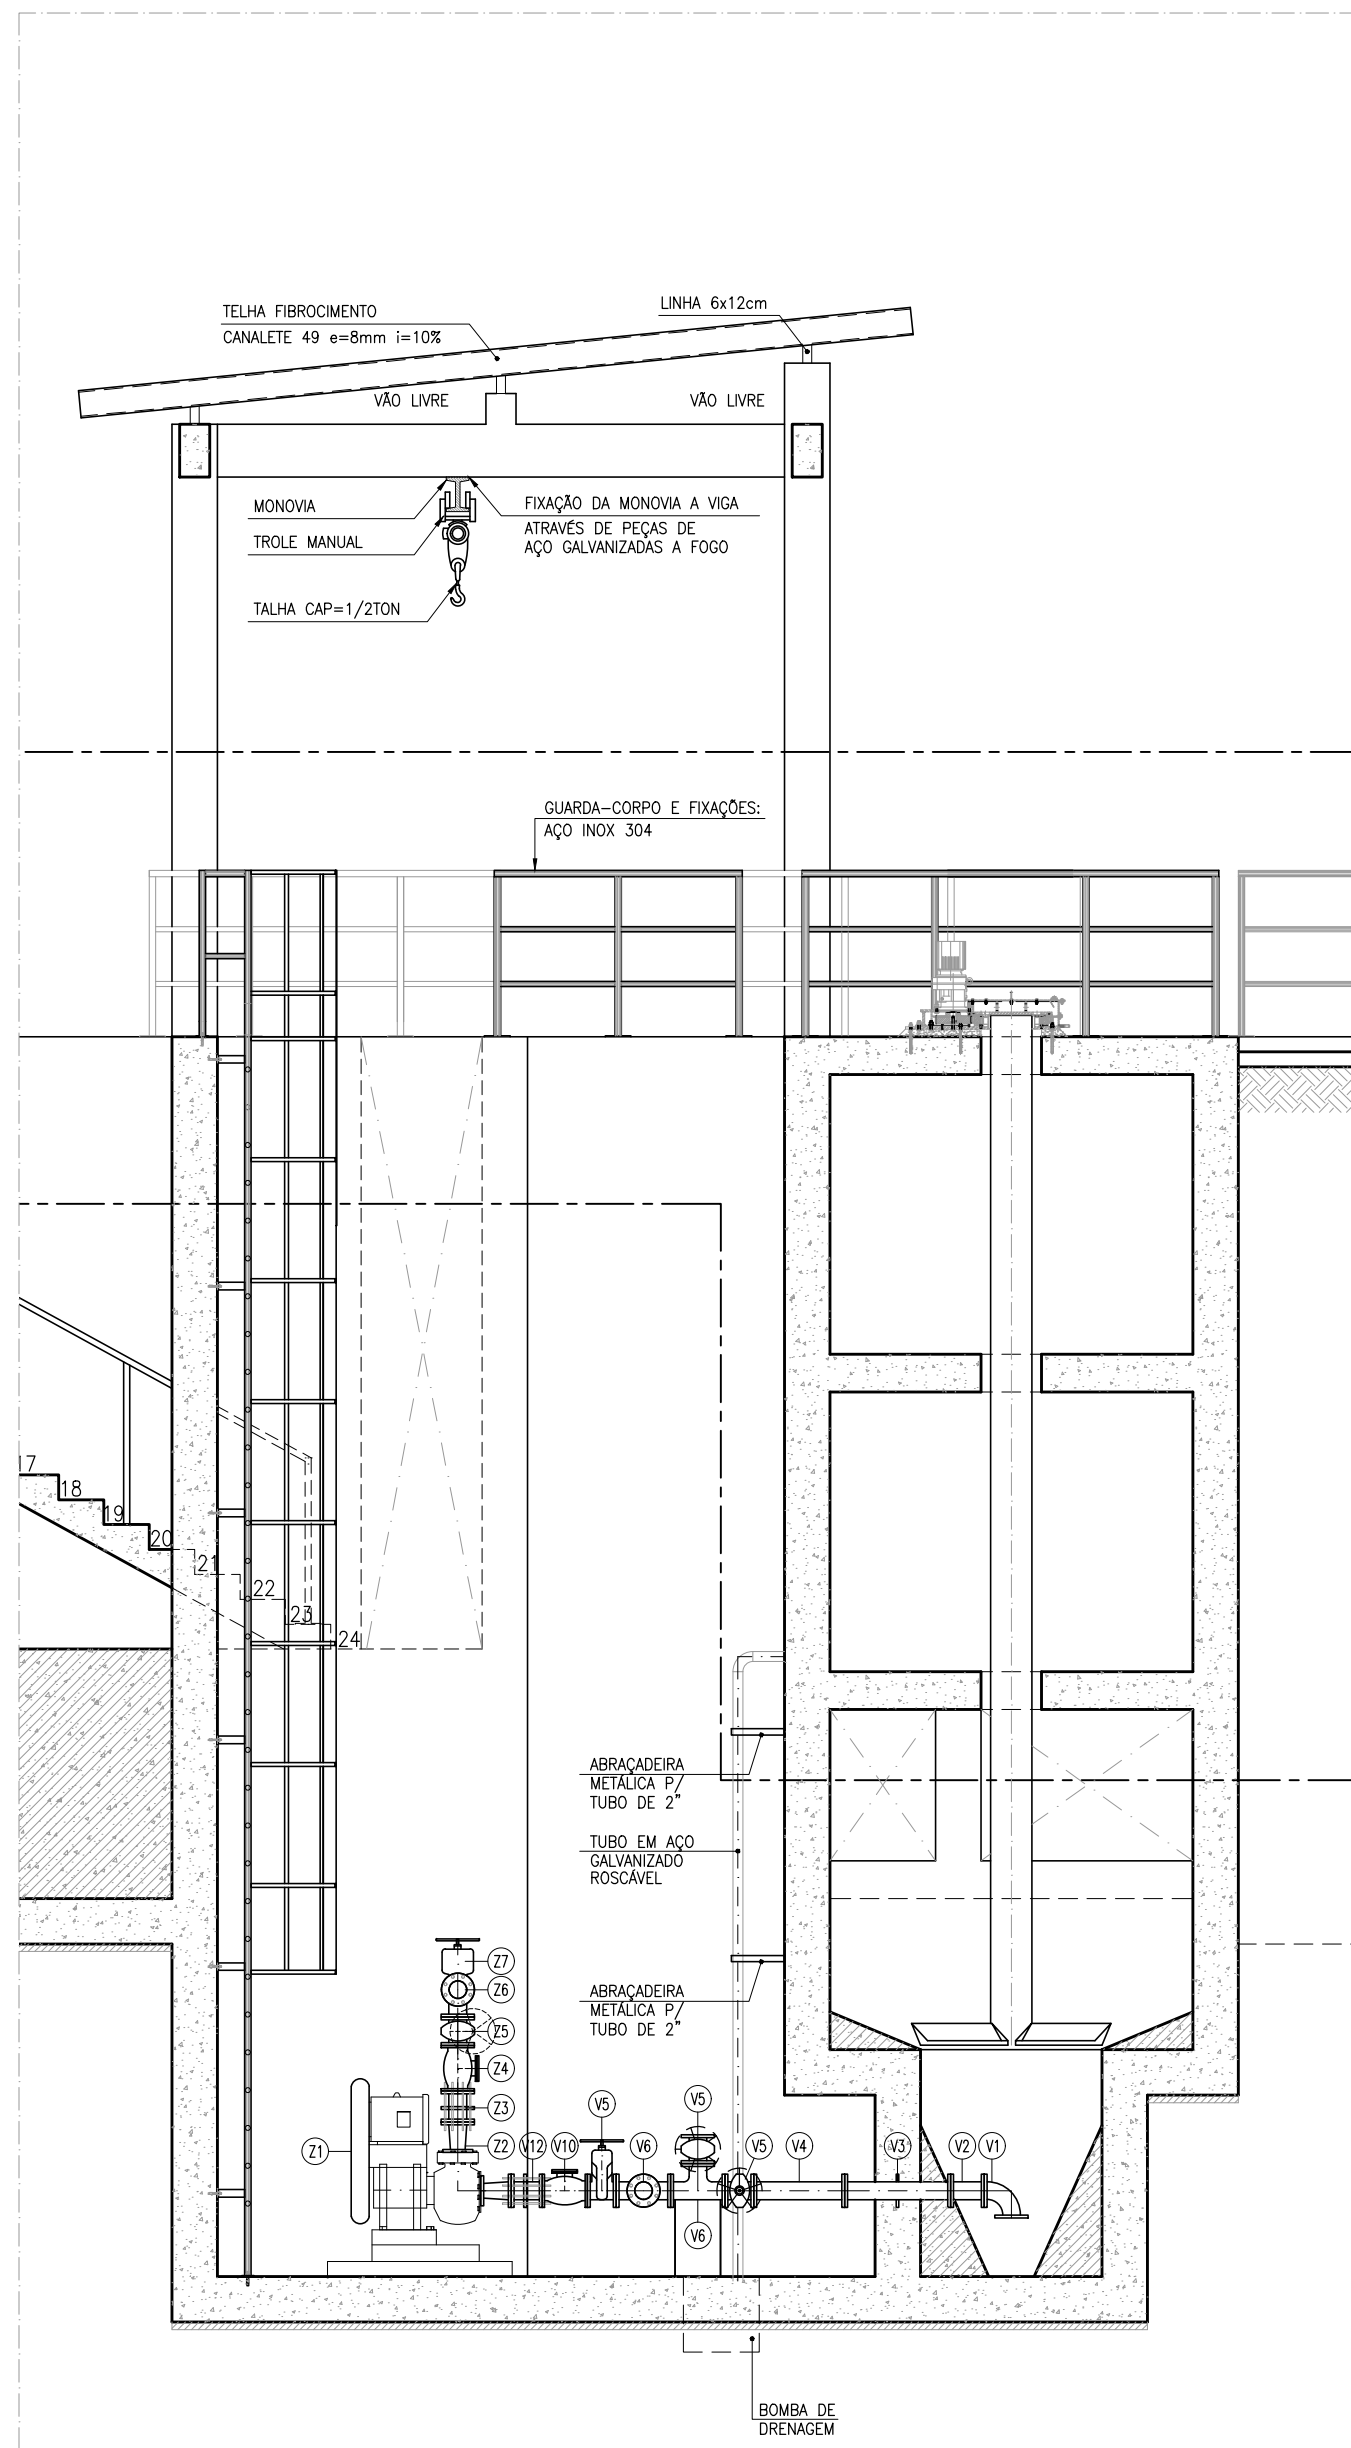 TELHA FIBROCIMENTO
CANALETE 49 e=8mm i=10%
LINHA 6x12cm
VÃO LIVRE
VÃO LIVRE
MONOVIA
TROLE MANUAL
TALHA CAP=1/2TON
FIXAÇÃO DA MONOVIA A VIGA
ATRAVÉS DE PEÇAS DE
AÇO GALVANIZADAS A FOGO
GUARDA-CORPO E FIXAÇÕES:
AÇO INOX 304
17
18
19
20
21
22
23
24
ABRAÇADEIRA
METÁLICA P/
TUBO DE 2"
TUBO EM AÇO
GALVANIZADO
ROSCÁVEL
ABRAÇADEIRA
METÁLICA P/
TUBO DE 2"
Z7
Z6
Z5
Z4
Z3
Z2
Z1
V12
V10
V5
V6
V5
V6
V5
V4
V3
V2
V1
BOMBA DE
DRENAGEM